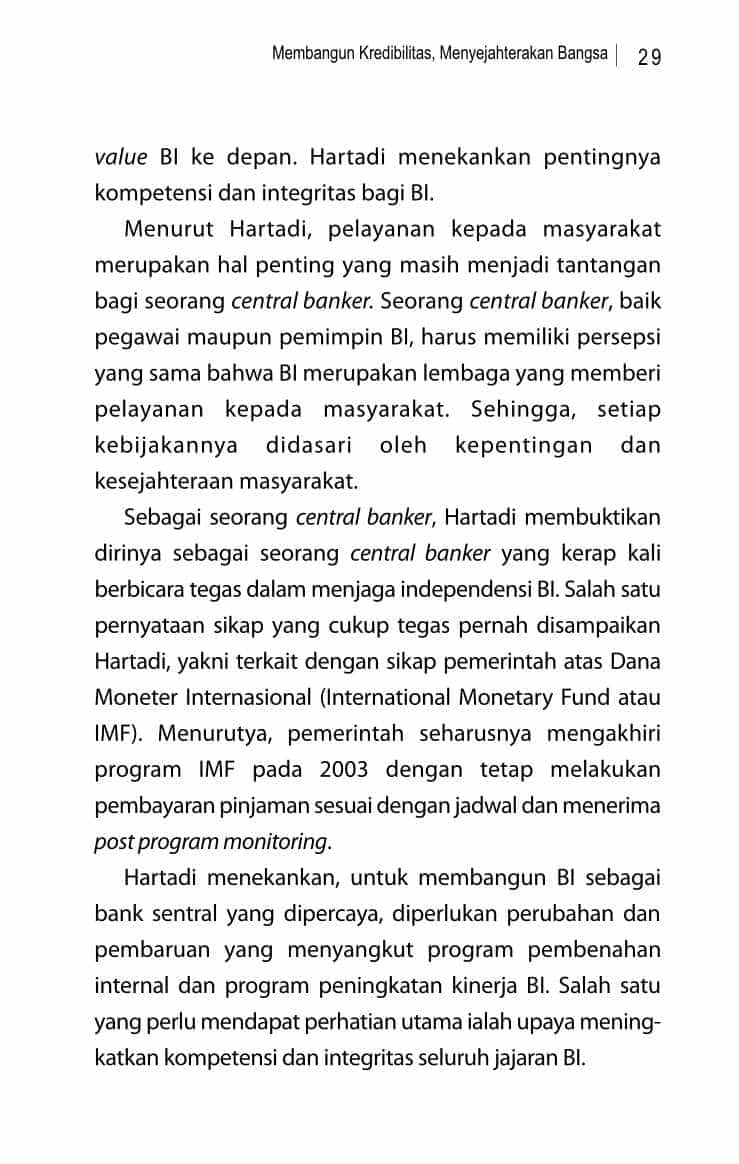 Membangun Kredibilitas, Menyejahterakan Bangsa | 29
value BI ke depan. Hartadi menekankan pentingnya
kompetensi dan integritas bagi BI.
Menurut Hartadi, pelayanan kepada masyarakat
merupakan hal penting yang masih menjadi tantangan
bagi seorang central banker. Seorang central banker, baik
pegawai maupun pemimpin BI, harus memiliki persepsi
yang sama bahwa BI merupakan lembaga yang memberi
pelayanan kepada masyarakat. Sehingga, setiap
kebijakannya didasari oleh kepentingan dan
kesejahteraan masyarakat.
Sebagai seorang central banker, Hartadi membuktikan
dirinya sebagai seorang central banker yang kerap kali
berbicara tegas dalam menjaga independensi BI. Salah satu
pernyataan sikap yang cukup tegas pernah disampaikan
Hartadi, yakni terkait dengan sikap pemerintah atas Dana
Moneter Internasional (International Monetary Fund atau
IMF). Menurutya, pemerintah seharusnya mengakhiri
program IMF pada 2003 dengan tetap melakukan
pembayaran pinjaman sesuai dengan jadwal dan menerima
post program monitoring.
Hartadi menekankan, untuk membangun BI sebagai
bank sentral yang dipercaya, diperlukan perubahan dan
pembaruan yang menyangkut program pembenahan
internal dan program peningkatan kinerja BI. Salah satu
yang perlu mendapat perhatian utama ialah upaya mening-
katkan kompetensi dan integritas seluruh jajaran BI.